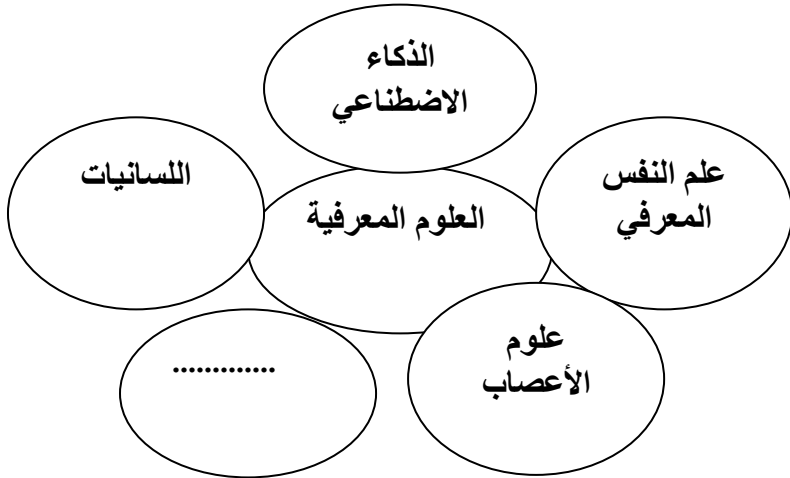 الذكاء
الاضطناعي
علم النفس
المعرفي
اللسانيات
العلوم المعرفية
علوم
الأعصاب
.............